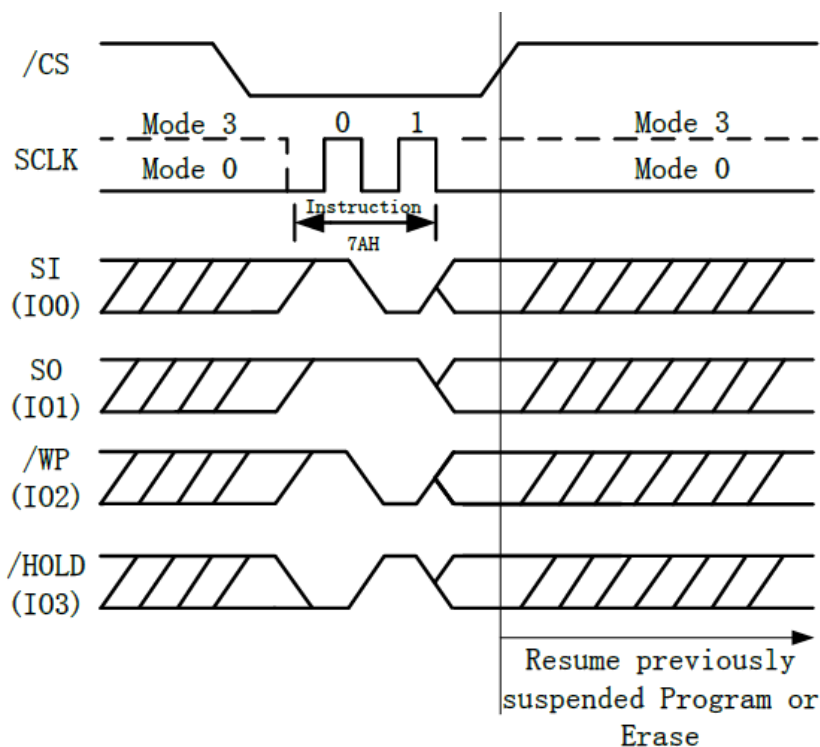 /CS
Mode 3 0 1 Mode 3
SCLK
Mode 0 Mode 0
Instruction
7AH
SI
(IO0)
SO
(IO1)
/WP
(IO2)
/HOLD
(IO3)
Resume previously
suspended Program or
Erase